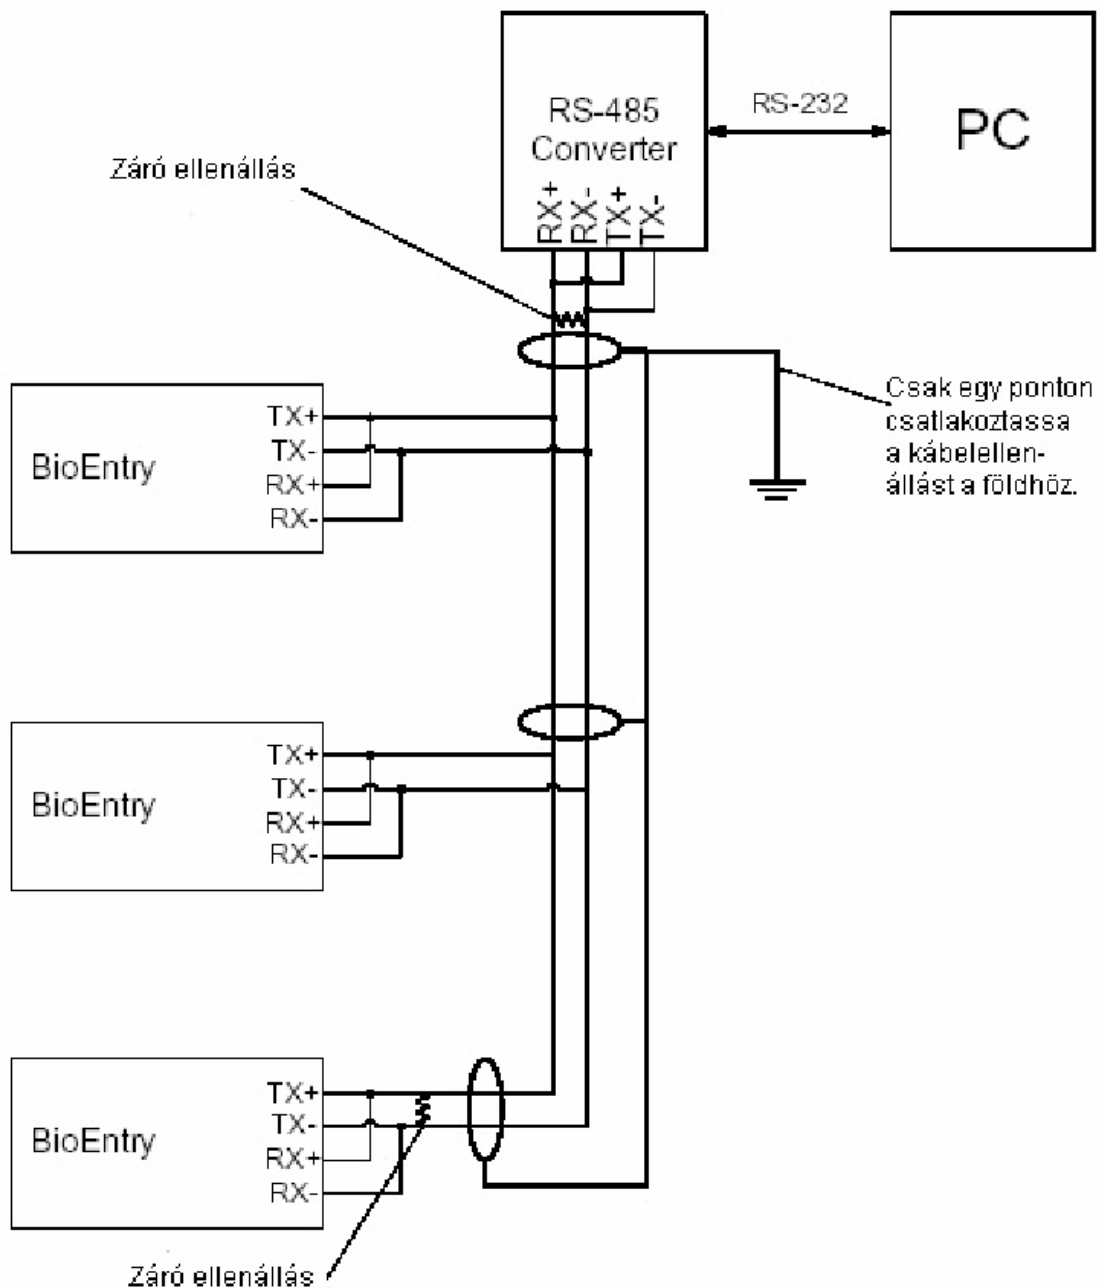 RS-485
Converter
RX+
RX-
TX+
TX-
RS-232
PC
Záró ellenállás
Csak egy ponton
csatlakoztassa
a kábelellen-
állást a földhöz.
BioEntry
TX+
TX-
RX+
RX-
BioEntry
TX+
TX-
RX+
RX-
BioEntry
TX+
TX-
RX+
RX-
Záró ellenállás